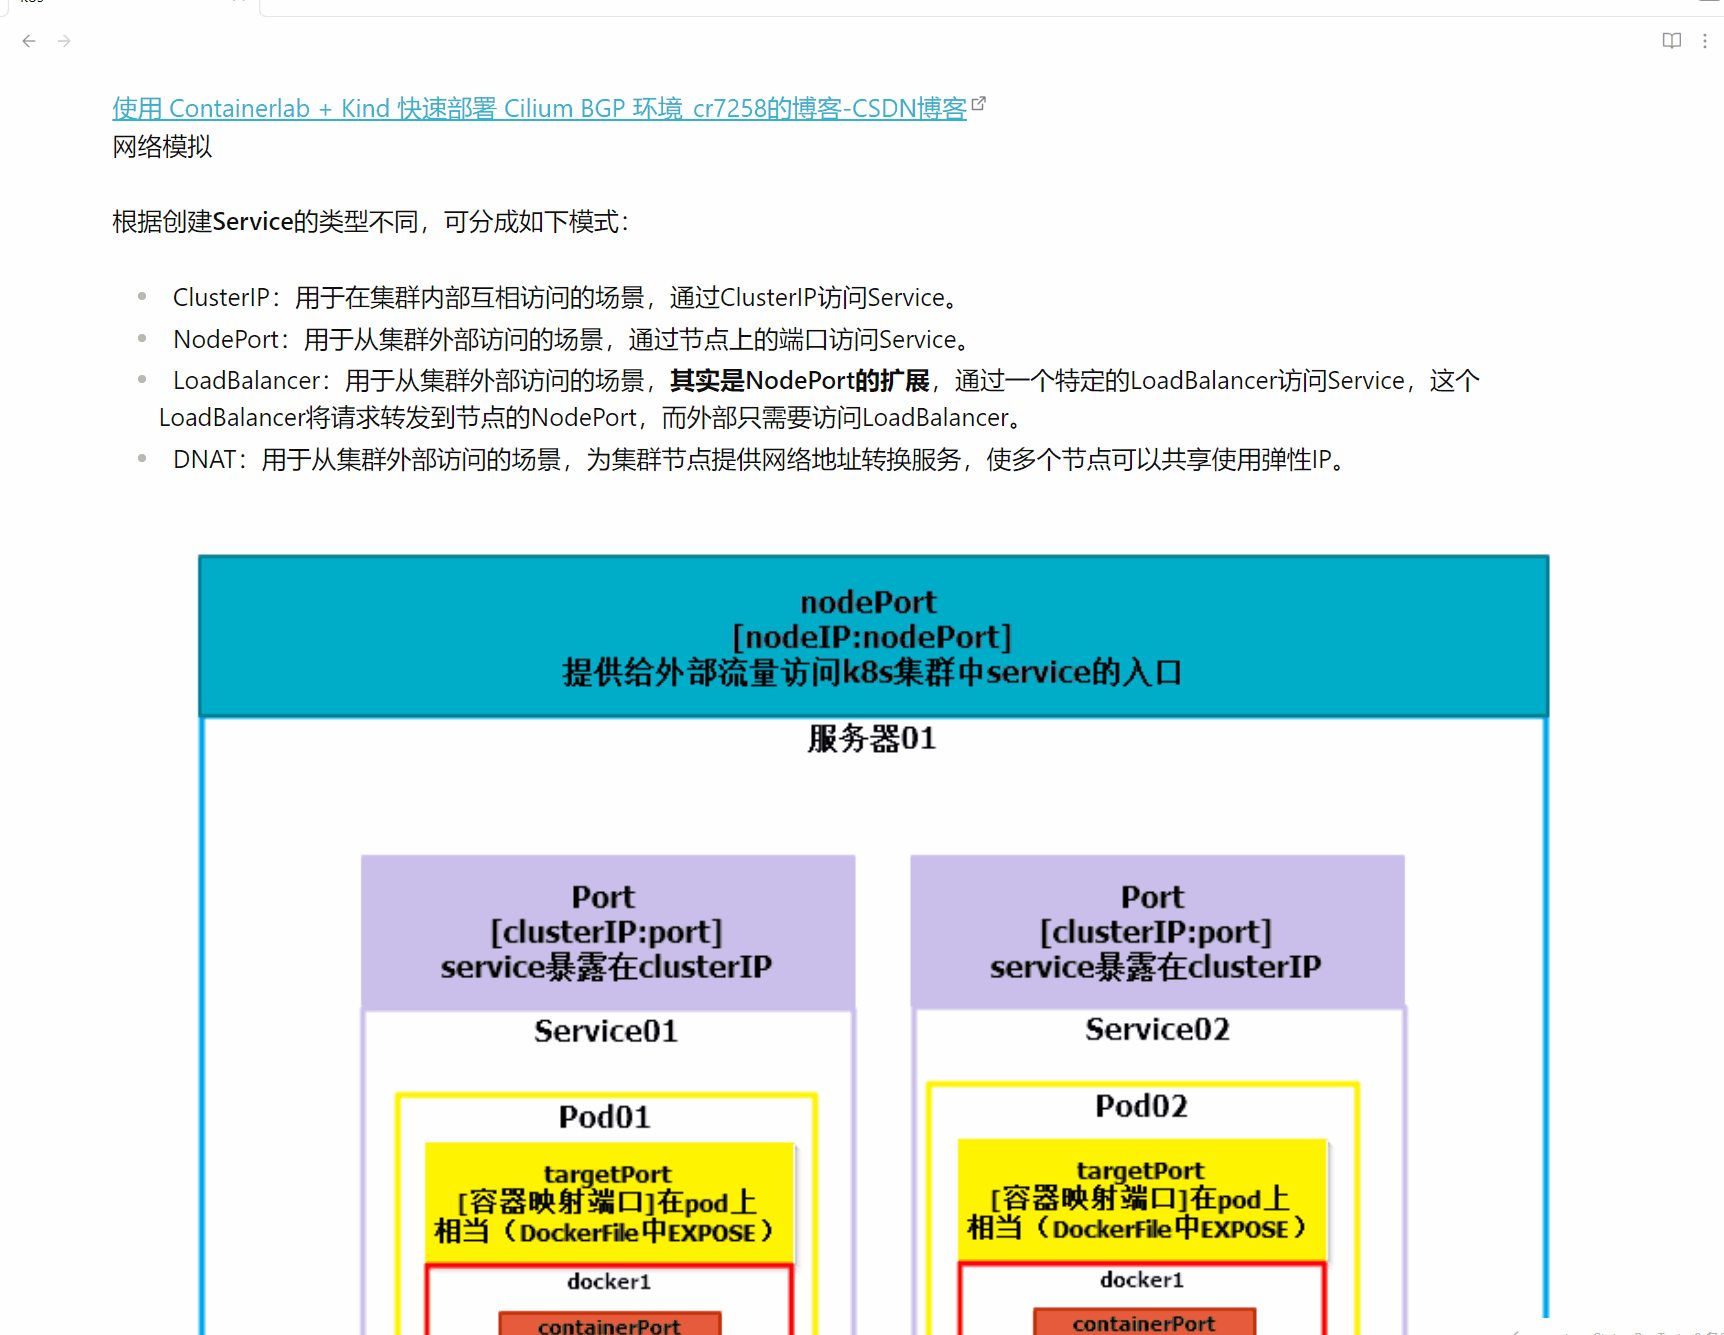 使用 Containerlab + Kind 快速部署 Cilium BGP 环境_cr7258的博客-CSDN博客
网络模拟
根据创建Service的类型不同，可分成如下模式：
ClusterIP：用于在集群内部互相访问的场景，通过ClusterIP访问Service。
NodePort：用于从集群外部访问的场景，通过节点上的端口访问Service。
LoadBalancer：用于从集群外部访问的场景，其实是NodePort的扩展，通过一个特定的LoadBalancer访问Service，这个
LoadBalancer将请求转发到节点的NodePort，而外部只需要访问LoadBalancer。
DNAT：用于从集群外部访问的场景，为集群节点提供网络地址转换服务，使多个节点可以共享使用弹性IP。
nodePort
[nodeIP:nodePort]
提供给外部流量访问k8s集群中service的入口
服务器01
Port
[clusterIP:port]
service暴露在clusterIP
Service01
Pod01
targetPort
[容器映射端口]在pod上
相当（DockerFile中EXPOSE）
docker1
containerPort
Port
[clusterIP:port]
service暴露在clusterIP
Service02
Pod02
targetPort
[容器映射端口]在pod上
相当（DockerFile中EXPOSE）
docker1
containerPort